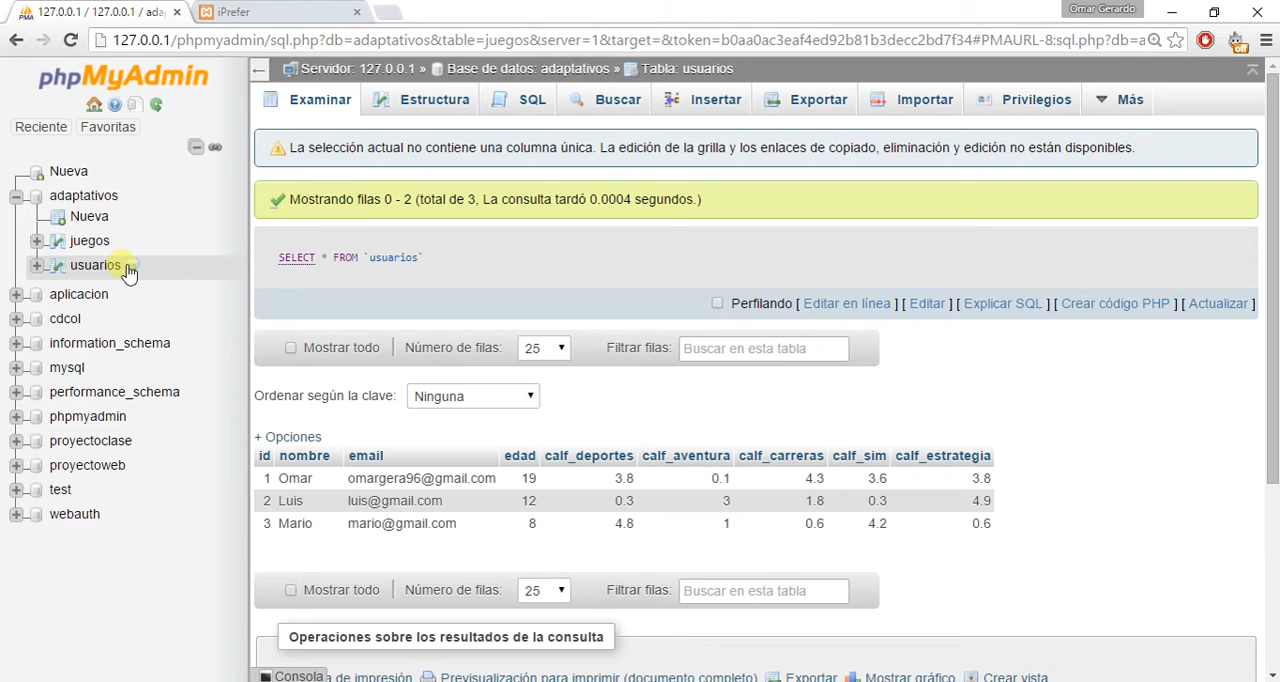 127.0.0.1 / 127.0.0.1 / ada
iPrefer
Omar Gerardo
127.0.0.1/phpmyadmin/sql.php?db=adaptativos&table=juegos&server=1&target=&token=b0aa0c3eaf4ed92b81b3decc2bd7f34#PMAURL-8:sql.php?db=a
off
phpMyAdmin
Reciente
Favoritas
Nueva
adaptativos
Nueva
juegos
usuarios
aplicacion
cdcol
information_schema
mysql
performance_schema
phpmyadmin
proyectoclase
proyectoweb
test
webauth
Servidor: 127.0.0.1 » Base de datos: adaptativos » Tabla: usuarios
Examinar Estructura SQL Buscar Insertar Exportar Importar Privilegios Más
La selección actual no contiene una columna única. La edición de la grilla y los enlaces de copiado, eliminación y edición no están disponibles.
Mostrando filas 0 - 2 (total de 3, La consulta tardó 0.0004 segundos.)
SELECT * FROM `usuarios`
Perfilando [ Editar en línea ] [ Editar ] [ Explicar SQL ] [ Crear código PHP ] [ Actualizar ]
Mostrar todo | Número de filas: 25 Filtrar filas: Buscar en esta tabla
Ordenar según la clave: Ninguna
+ Opciones
id nombre email edad calf_deportes calf_aventura calf_carreras calf_sim calf_estrategia
1 Omar omargera96@gmail.com 19 3.8 0.1 4.3 3.6 3.8
2 Luis luis@gmail.com 12 0.3 3 1.8 0.3 4.9
3 Mario mario@gmail.com 8 4.8 1 0.6 4.2 0.6
Mostrar todo | Número de filas: 25 Filtrar filas: Buscar en esta tabla
Operaciones sobre los resultados de la consulta
Consola
a de impresión Previsualización para imprimir (documento completo) Exportar Mostrar gráfico Crear vista